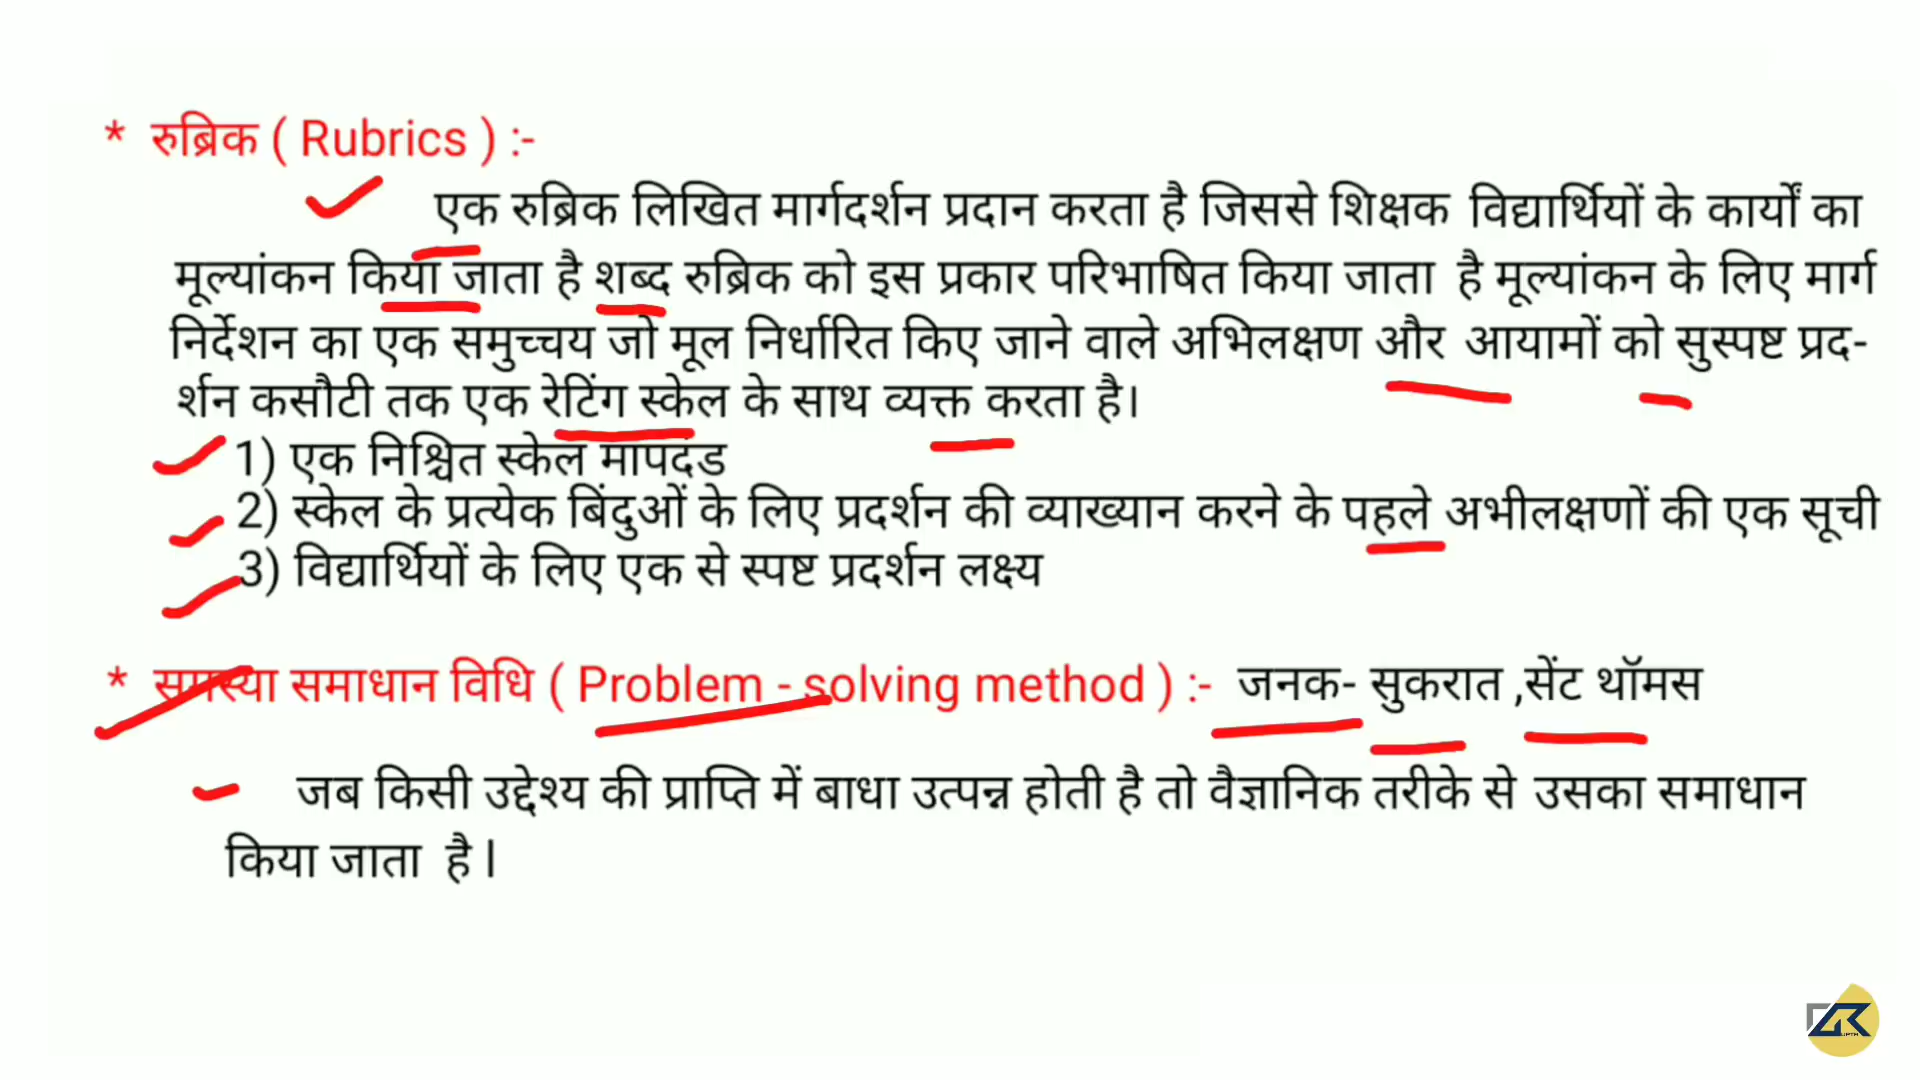 * रुब्रिक ( Rubrics ) :-
एक रुब्रिक लिखित मार्गदर्शन प्रदान करता है जिससे शिक्षक विद्यार्थियों के कार्यों का
मूल्यांकन किया जाता है शब्द रुब्रिक को इस प्रकार परिभाषित किया जाता है मूल्यांकन के लिए मार्ग
निर्देशन का एक समुच्चय जो मूल निर्धारित किए जाने वाले अभिलक्षण और आयामों को सुस्पष्ट प्रद-
र्शन कसौटी तक एक रेटिंग स्केल के साथ व्यक्त करता है।
1) एक निश्चित स्केल मापदंड
2) स्केल के प्रत्येक बिंदुओं के लिए प्रदर्शन की व्याख्यान करने के पहले अभीलक्षणों की एक सूची
3) विद्यार्थियों के लिए एक से स्पष्ट प्रदर्शन लक्ष्य
* समस्या समाधान विधि ( Problem - solving method ) :- जनक- सुकरात ,सेंट थॉमस
जब किसी उद्देश्य की प्राप्ति में बाधा उत्पन्न होती है तो वैज्ञानिक तरीके से उसका समाधान
किया जाता है l